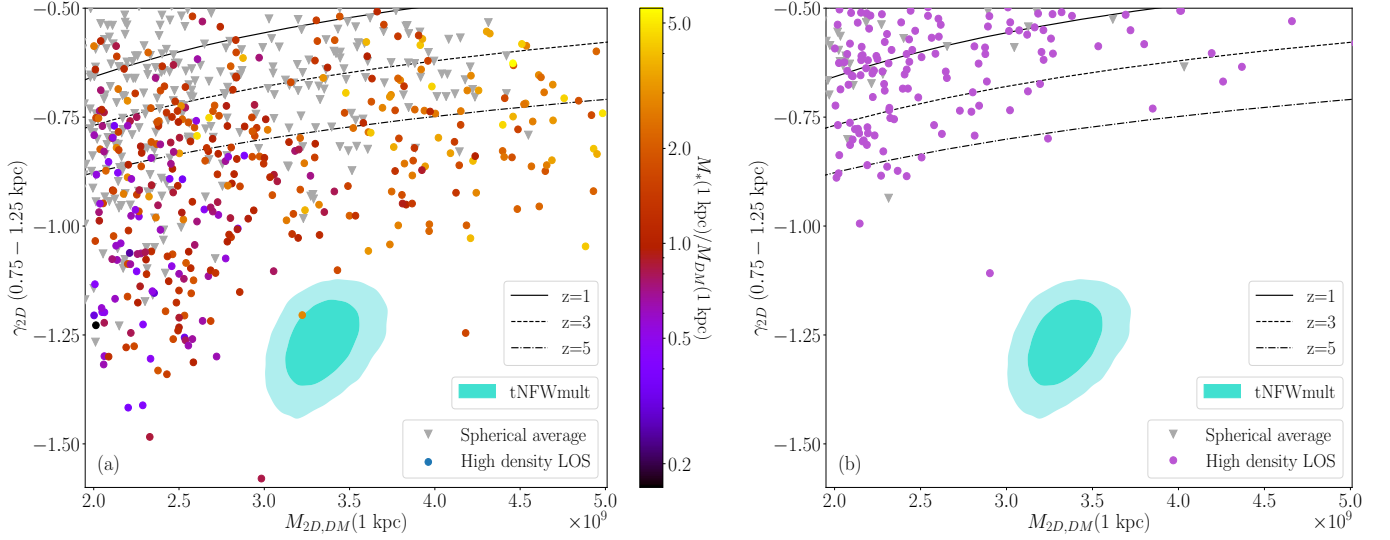 −0.50
−0.75
−1.00
−1.25
−1.50
γ2D (0.75 − 1.25 kpc)
2.0 2.5 3.0 3.5 4.0 4.5 5.0
M2D,DM(1 kpc)
×10⁹
z=1
z=3
z=5
tNFWmult
Spherical average
High density LOS
(a)
5.0
2.0
1.0
0.5
0.2
M*(1 kpc)/MDM(1 kpc)
−0.50
−0.75
−1.00
−1.25
−1.50
γ2D (0.75 − 1.25 kpc)
2.0 2.5 3.0 3.5 4.0 4.5 5.0
M2D,DM(1 kpc)
×10⁹
z=1
z=3
z=5
tNFWmult
Spherical average
High density LOS
(b)